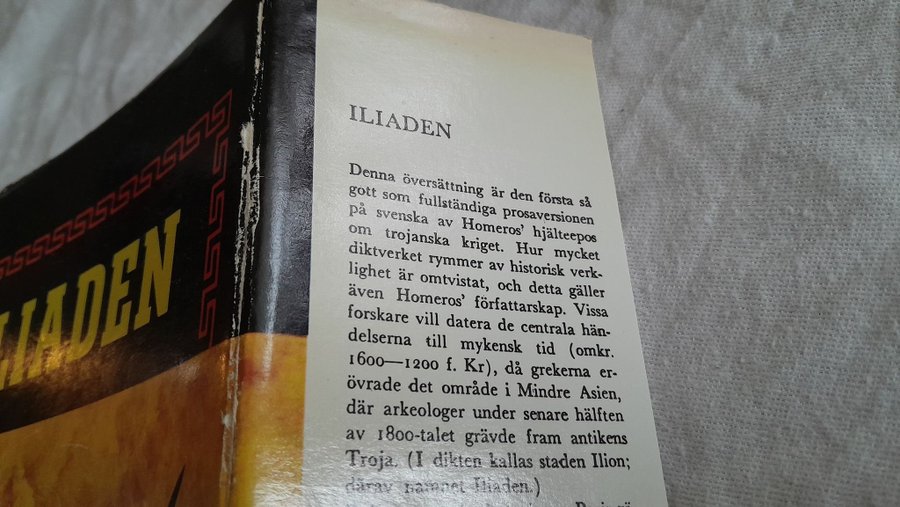 ILIADEN
ILIADEN
Denna översättning är den första så
gott som fullständiga prosaversionen
på svenska av Homeros' hjälteepos
om trojanska kriget. Hur mycket
diktverket rymmer av historisk verk-
lighet är omtvistat, och detta gäller
även Homeros' författarskap. Vissa
forskare vill datera de centrala hän-
delserna till mykensk tid (omkr.
1600—1200 f. Kr), då grekerna er-
övrade det område i Mindre Asien,
där arkeologer under senare hälften
av 1800-talet grävde fram antikens
Troja. (I dikten kallas staden Ilion;
därav namnet Iliaden.)